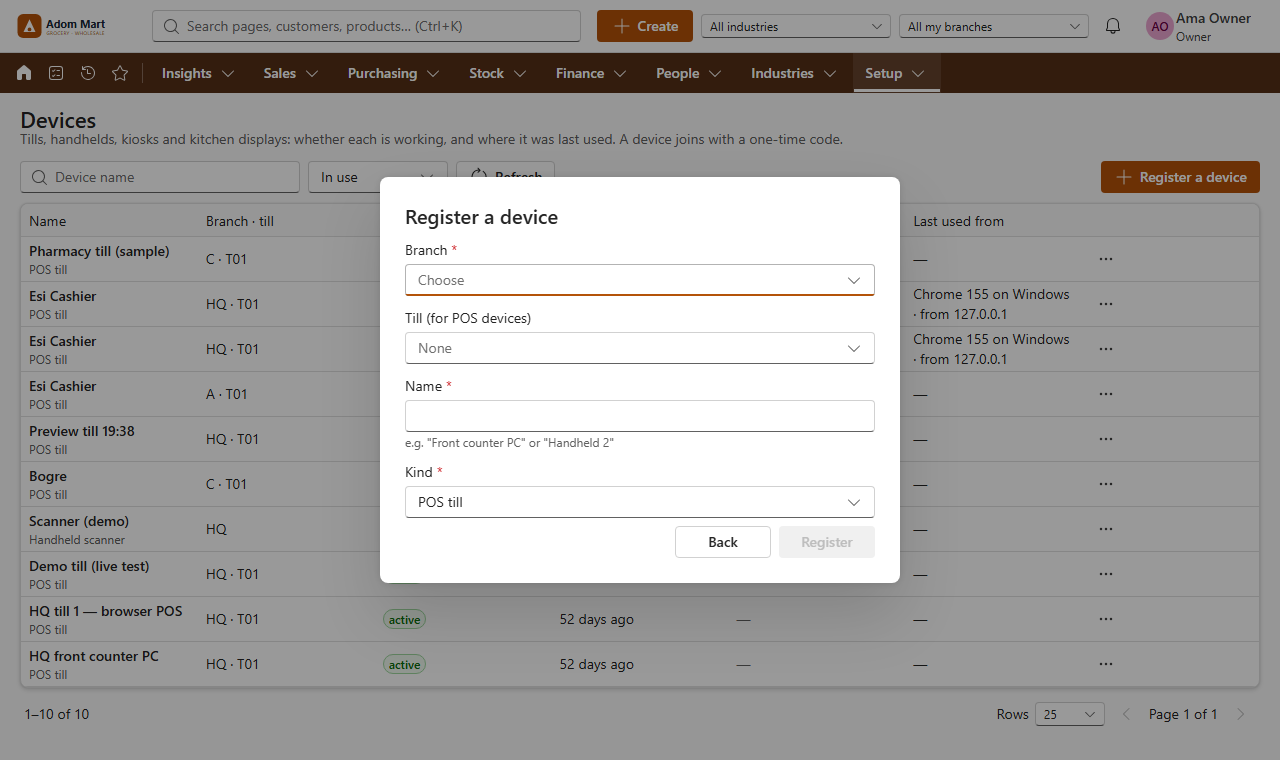 Adom Mart
GROCERY · WHOLESALE
Search pages, customers, products... (Ctrl+K)
Create
All industries
All my branches
AO
Ama Owner
Owner
Insights
Sales
Purchasing
Stock
Finance
People
Industries
Setup
Devices
Tills, handhelds, kiosks and kitchen displays: whether each is working, and where it was last used. A device joins with a one-time code.
Device name
In use
Refresh
Register a device
Name
Branch · till
Last used from
Pharmacy till (sample)
POS till
C · T01
—
Esi Cashier
POS till
HQ · T01
Chrome 155 on Windows
· from 127.0.0.1
Esi Cashier
POS till
HQ · T01
Chrome 155 on Windows
· from 127.0.0.1
Esi Cashier
POS till
A · T01
—
Preview till 19:38
POS till
HQ · T01
—
Bogre
POS till
C · T01
—
Scanner (demo)
Handheld scanner
HQ
—
Demo till (live test)
POS till
HQ · T01
—
HQ till 1 — browser POS
POS till
HQ · T01
active
52 days ago
—
—
HQ front counter PC
POS till
HQ · T01
active
52 days ago
—
—
Register a device
Branch *
Choose
Till (for POS devices)
None
Name *
e.g. "Front counter PC" or "Handheld 2"
Kind *
POS till
Back
Register
1–10 of 10
Rows
25
Page 1 of 1